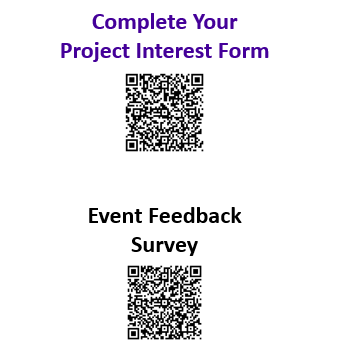 Complete Your
Project Interest Form
Event Feedback
Survey